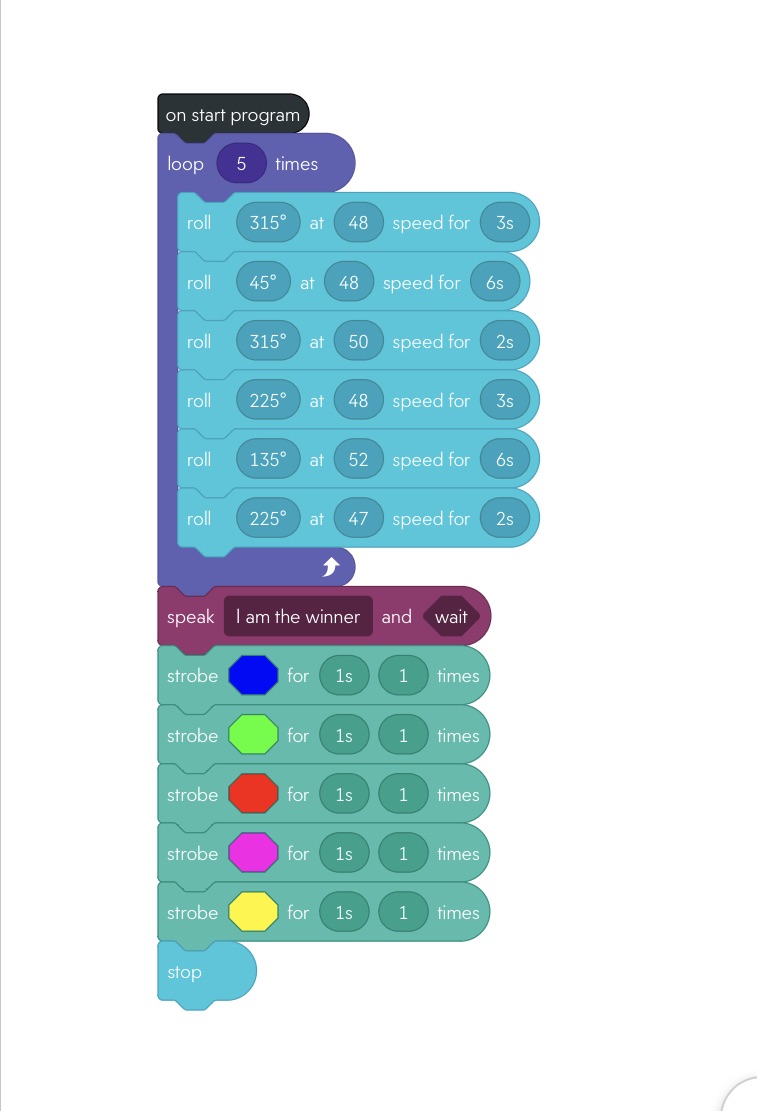 on start program
loop 5 times
roll 315° at 48 speed for 3s
roll 45° at 48 speed for 6s
roll 315° at 50 speed for 2s
roll 225° at 48 speed for 3s
roll 135° at 52 speed for 6s
roll 225° at 47 speed for 2s
speak I am the winner and wait
strobe for 1s 1 times
strobe for 1s 1 times
strobe for 1s 1 times
strobe for 1s 1 times
strobe for 1s 1 times
stop